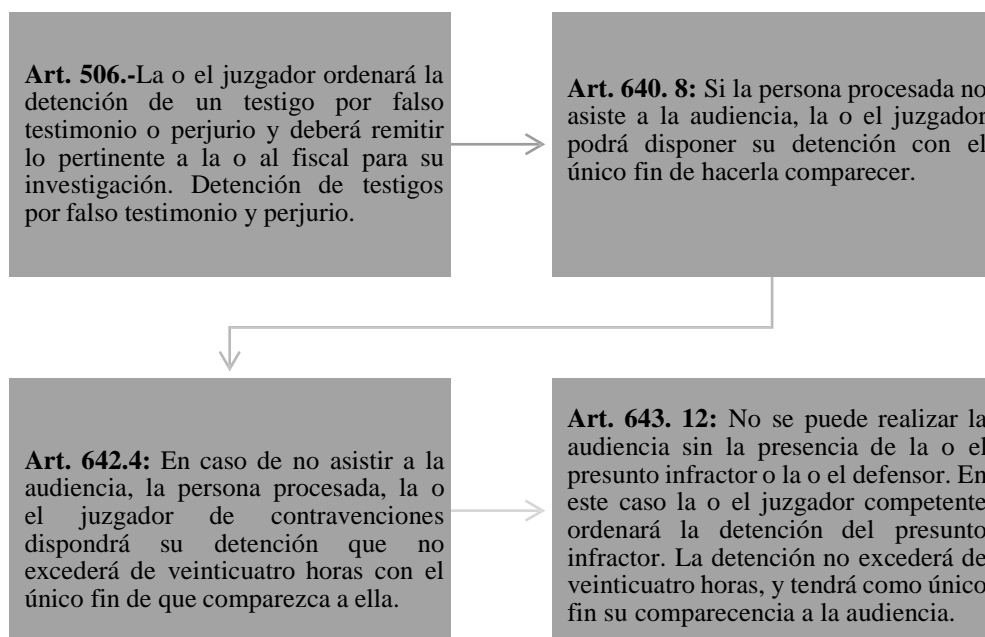 Art. 506.-La o el juzgador ordenará la
detención de un testigo por falso
testimonio o perjurio y deberá remitir
lo pertinente a la o al fiscal para su
investigación. Detención de testigos
por falso testimonio y perjurio.
Art. 640. 8: Si la persona procesada no
asiste a la audiencia, la o el juzgador
podrá disponer su detención con el
único fin de hacerla comparecer.
Art. 642.4: En caso de no asistir a la
audiencia, la persona procesada, la o
el juzgador de contravenciones
dispondrá su detención que no
excederá de veinticuatro horas con el
único fin de que comparezca a ella.
Art. 643. 12: No se puede realizar la
audiencia sin la presencia de la o el
presunto infractor o la o el defensor. En
este caso la o el juzgador competente
ordenará la detención del presunto
infractor. La detención no excederá de
veinticuatro horas, y tendrá como único
fin su comparecencia a la audiencia.